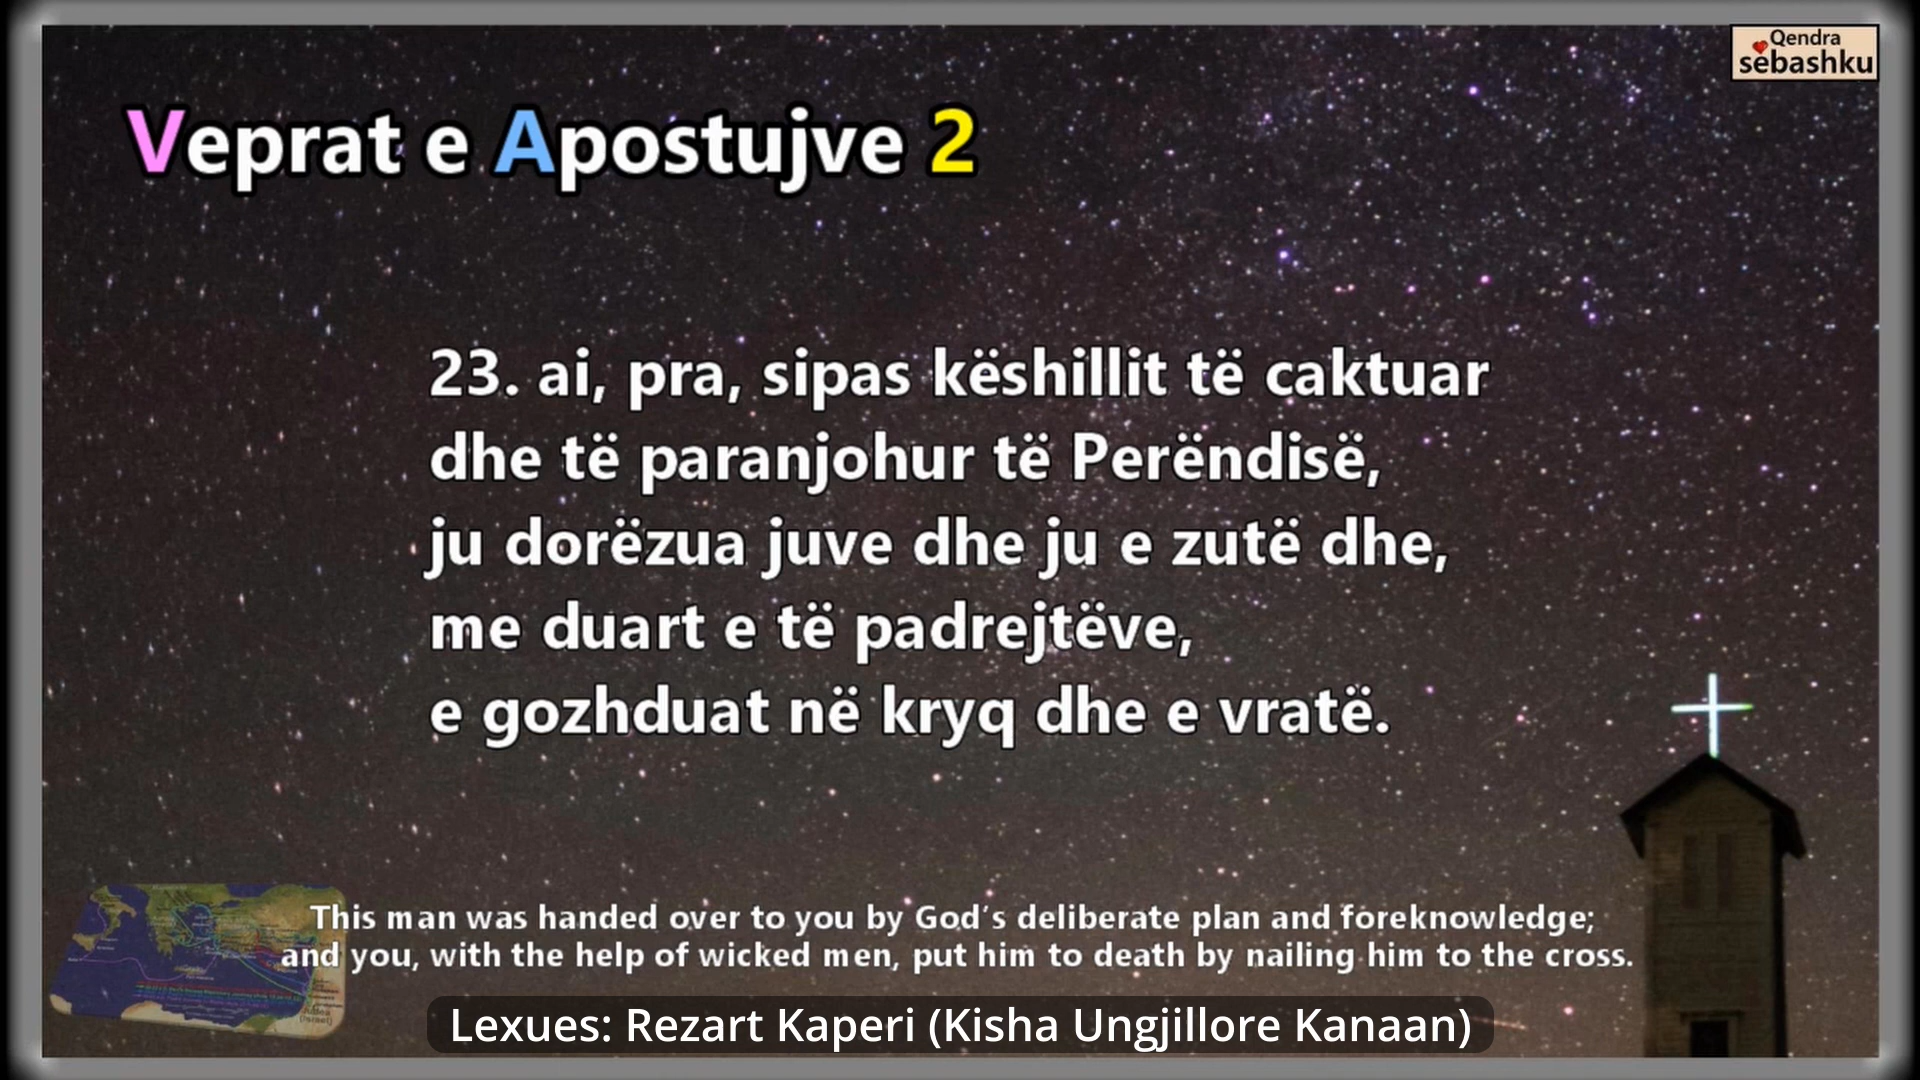 Qendra
sëbashku
Veprat e Apostujve 2
23. ai, pra, sipas këshillit të caktuar
dhe të paranjohur të Perëndisë,
ju dorëzua juve dhe ju e zutë dhe,
me duart e të padrejtëve,
e gozhduat në kryq dhe e vratë.
This man was handed over to you by God's deliberate plan and foreknowledge;
and you, with the help of wicked men, put him to death by nailing him to the cross.
Lexues: Rezart Kaperi (Kisha Ungjillore Kanaan)